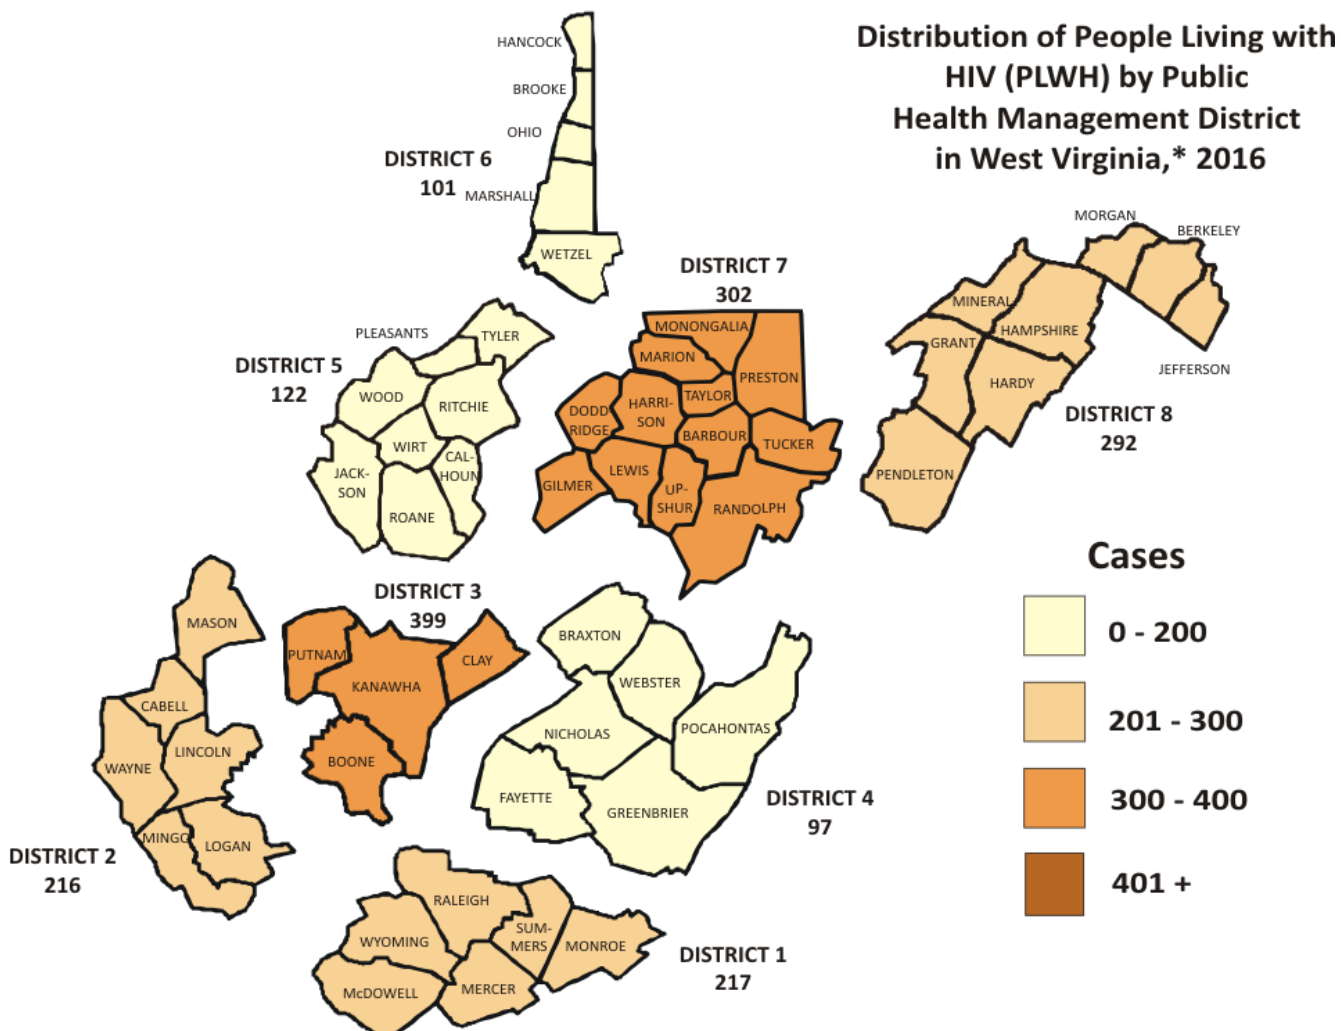 Distribution of People Living with
HIV (PLWH) by Public
Health Management District
in West Virginia,* 2016
HANCOCK
BROOKE
OHIO
DISTRICT 6
101
MARSHALL
WETZEL
DISTRICT 7
302
MONONGALIA
MARION
PRESTON
TAYLOR
DODD
RIDGE
HARRI-
SON
BARBOUR
TUCKER
GILMER
LEWIS
UP-
SHUR
RANDOLPH
MORGAN
BERKELEY
MINERAL
HAMPSHIRE
GRANT
HARDY
JEFFERSON
PENDLETON
DISTRICT 8
292
PLEASANTS
TYLER
DISTRICT 5
122
WOOD
RITCHIE
WIRT
CAL-
HOUN
JACK-
SON
ROANE
DISTRICT 3
399
PUTNAM
KANAWHA
CLAY
BOONE
MASON
CABELL
LINCOLN
WAYNE
MINGO
LOGAN
DISTRICT 2
216
BRAXTON
WEBSTER
POCAHONTAS
NICHOLAS
FAYETTE
GREENBRIER
DISTRICT 4
97
RALEIGH
WYOMING
SUM-
MERS
MONROE
McDOWELL
MERCER
DISTRICT 1
217
Cases
0 - 200
201 - 300
300 - 400
401 +